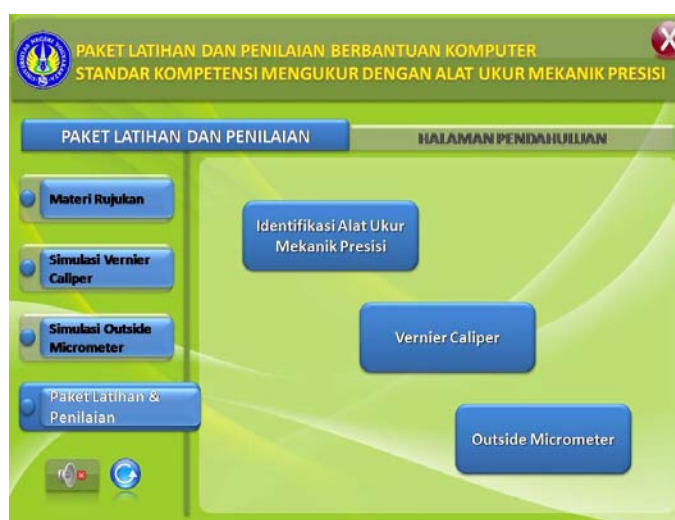 PAKET LATIHAN DAN PENILAIAN BERBANTUAN KOMPUTER
STANDAR KOMPETENSI MENGUKUR DENGAN ALAT UKUR MEKANIK PRESISI
PAKET LATIHAN DAN PENILAIAN
HALAMAN PENDAHULUAN
Materi Rujukan
Simulasi Vernier
Caliper
Simulasi Outside
Micrometer
Paket Latihan &
Penilaian
Identifikasi Alat Ukur
Mekanik Presisi
Vernier Caliper
Outside Micrometer